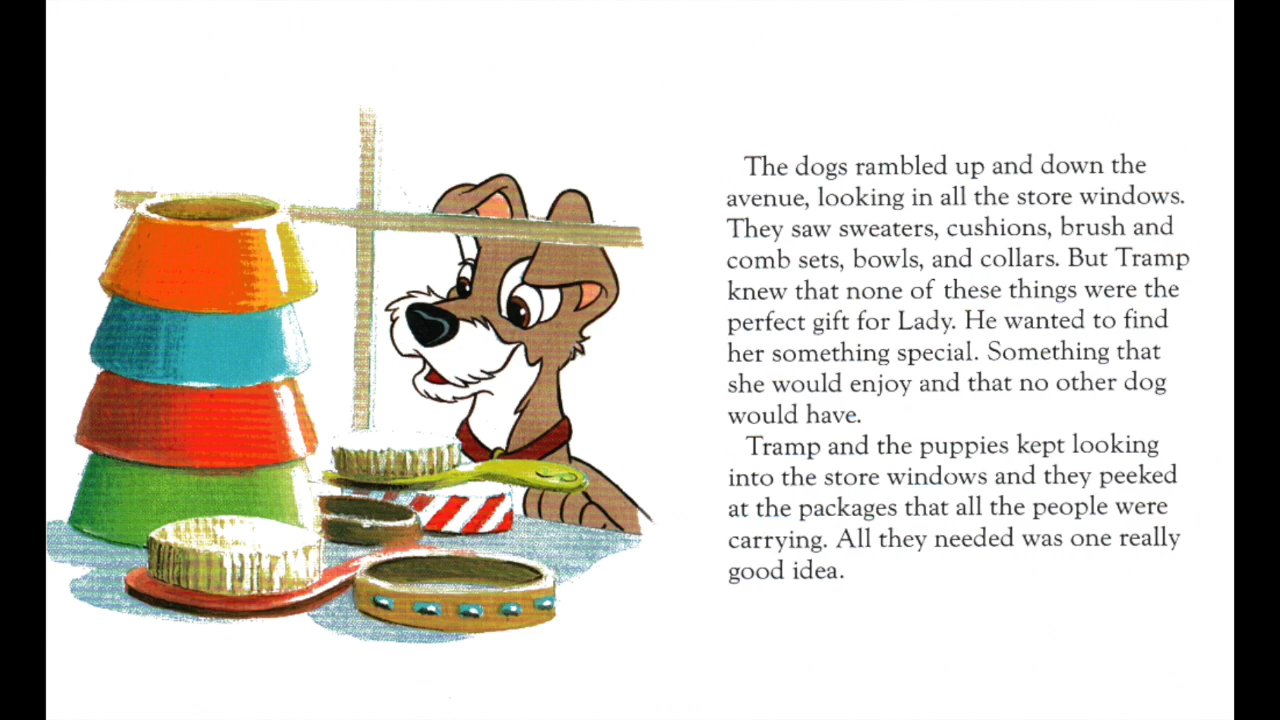 The dogs rambled up and down the
avenue, looking in all the store windows.
They saw sweaters, cushions, brush and
comb sets, bowls, and collars. But Tramp
knew that none of these things were the
perfect gift for Lady. He wanted to find
her something special. Something that
she would enjoy and that no other dog
would have.
Tramp and the puppies kept looking
into the store windows and they peeked
at the packages that all the people were
carrying. All they needed was one really
good idea.